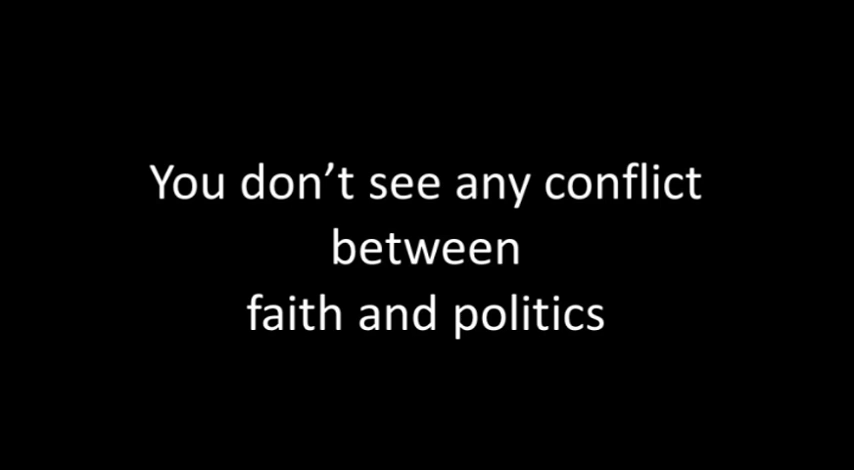 You don’t see any conflict
between
faith and politics